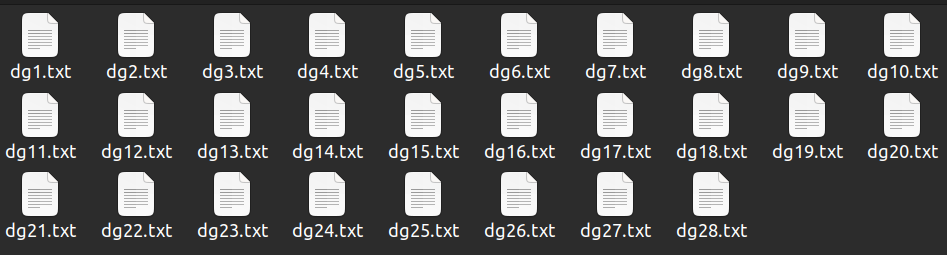 dg1.txt dg2.txt dg3.txt dg4.txt dg5.txt dg6.txt dg7.txt dg8.txt dg9.txt dg10.txt
dg11.txt dg12.txt dg13.txt dg14.txt dg15.txt dg16.txt dg17.txt dg18.txt dg19.txt dg20.txt
dg21.txt dg22.txt dg23.txt dg24.txt dg25.txt dg26.txt dg27.txt dg28.txt